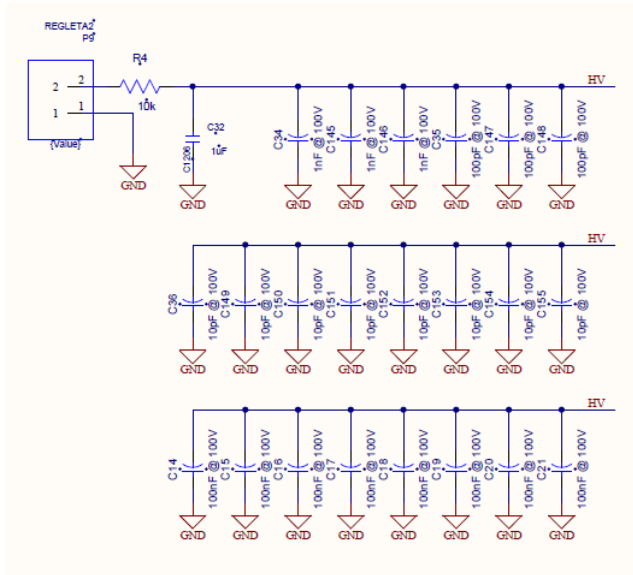 REGLETA2
P9
R4
2 2
10k
1 1
{Value}
GND
C32
1uF
C1206
GND
HV
C34 1nF @ 100V
C145 1nF @ 100V
C146 1nF @ 100V
C35 100pF @ 100V
C147 100pF @ 100V
C148 100pF @ 100V
GND GND GND GND GND GND
HV
C36 10pF @ 100V
C149 10pF @ 100V
C150 10pF @ 100V
C151 10pF @ 100V
C152 10pF @ 100V
C153 10pF @ 100V
C154 10pF @ 100V
C155 10pF @ 100V
GND GND GND GND GND GND GND GND
HV
C14 100nF @ 100V
C15 100nF @ 100V
C16 100nF @ 100V
C17 100nF @ 100V
C18 100nF @ 100V
C19 100nF @ 100V
C20 100nF @ 100V
C21 100nF @ 100V
GND GND GND GND GND GND GND GND